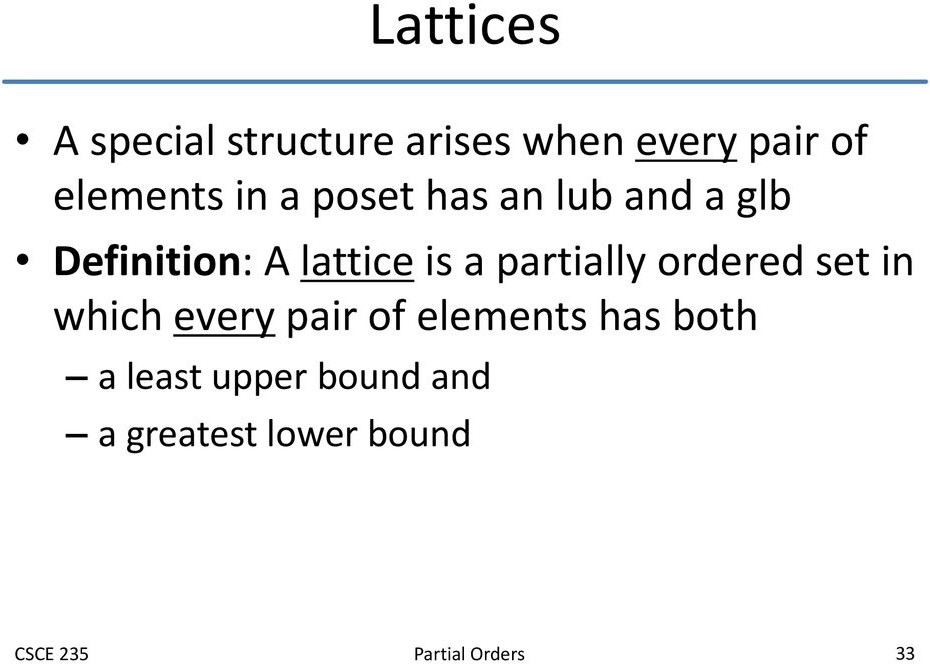 Lattices
• A special structure arises when every pair of
elements in a poset has an lub and a glb
• Definition: A lattice is a partially ordered set in
which every pair of elements has both
– a least upper bound and
– a greatest lower bound
CSCE 235 Partial Orders 33